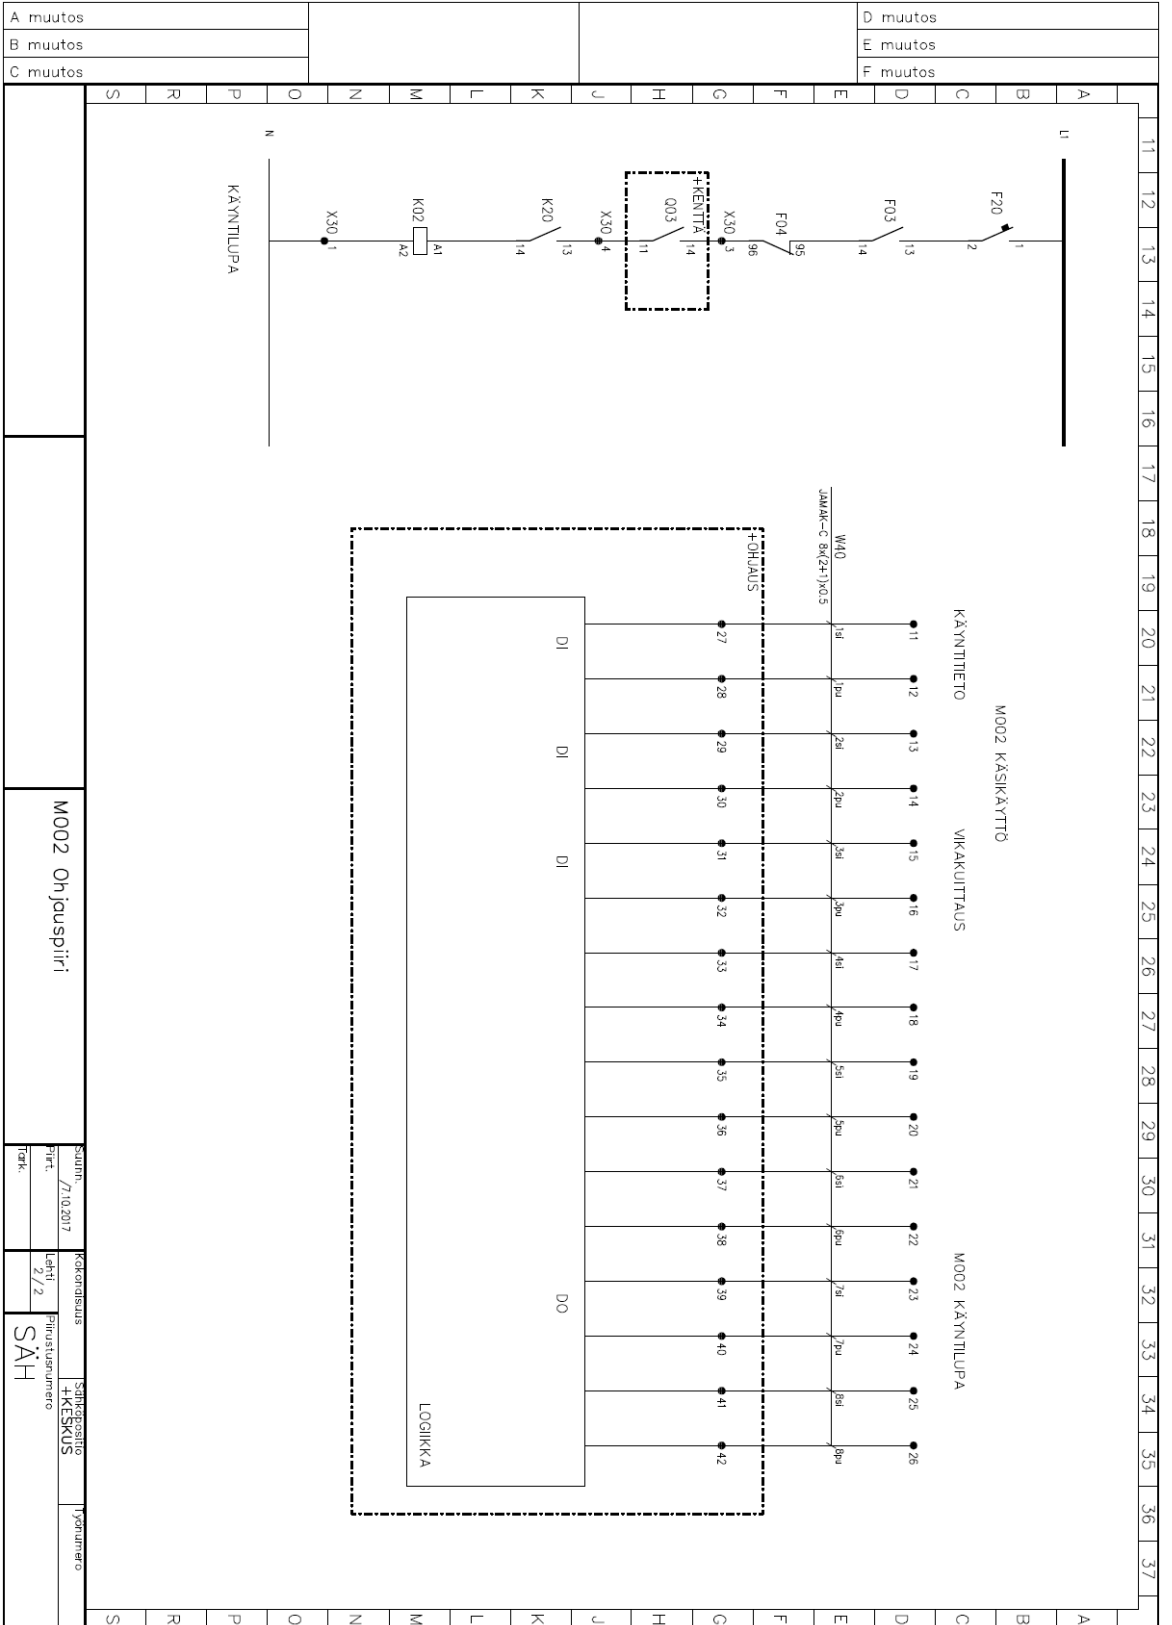 A muutos
B muutos
C muutos
D muutos
E muutos
F muutos
S R P O N M L K J H G F E D C B A
11 12 13 14 15 16 17 18 19 20 21 22 23 24 25 26 27 28 29 30 31 32 33 34 35 36 37
L1
F20
1
2
F03
13
14
F04
95
96
X30
3
+KENTTÄ
Q03
14
11
X30
4
K20
13
14
K02
A1
A2
X30
1
N
KÄYNTILUPA
M002 KÄSIKÄYTTÖ
KÄYNTITIETO
VIKAKUITTAUS
M002 KÄYNTILUPA
11 12 13 14 15 16 17 18 19 20 21 22 23 24 25 26
W40
JAMAK-C 8x(2+1)x0.5
1si 1pu 2si 2pu 3si 3pu 4si 4pu 5si 5pu 6si 6pu 7si 7pu 8si 8pu
+OHJAUS
27 28 29 30 31 32 33 34 35 36 37 38 39 40 41 42
DI
DI
DI
DO
LOGIIKKA
M002 Ohjauspiiri
Suunn.
/7.10.2017
Piirt.
Tark.
Kokonaisuus
Sähköpositio
+KESKUS
Työnumero
Lehti
2/2
Piirustusnumero
SÄH
S R P O N M L K J H G F E D C B A